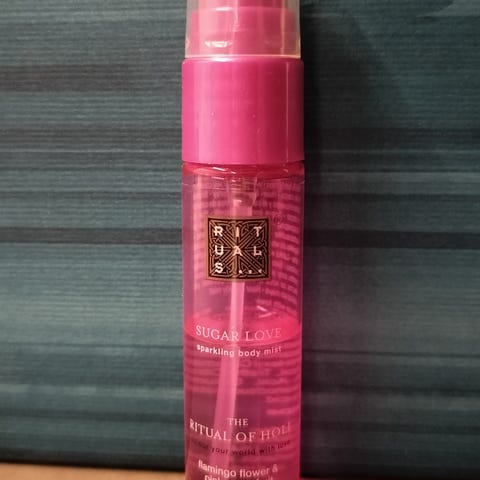 RIT
UAL
S...
SUGAR LOVE
sparkling body mist
THE
RITUAL OF HOLI
your world with love
flamingo flower &